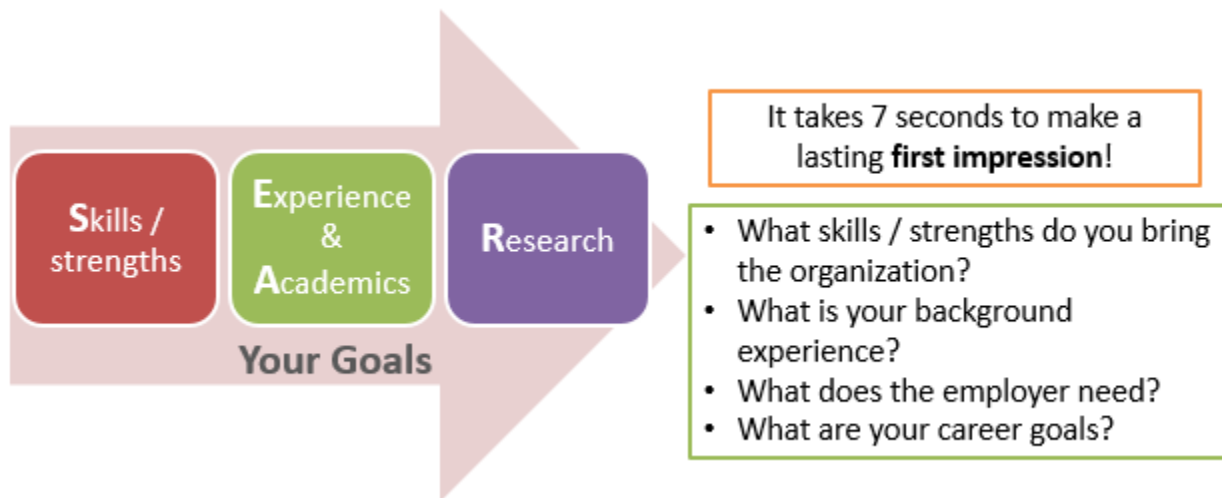 Skills /
strengths
Experience
&
Academics
Research
Your Goals
It takes 7 seconds to make a
lasting first impression!
• What skills / strengths do you bring
the organization?
• What is your background
experience?
• What does the employer need?
• What are your career goals?